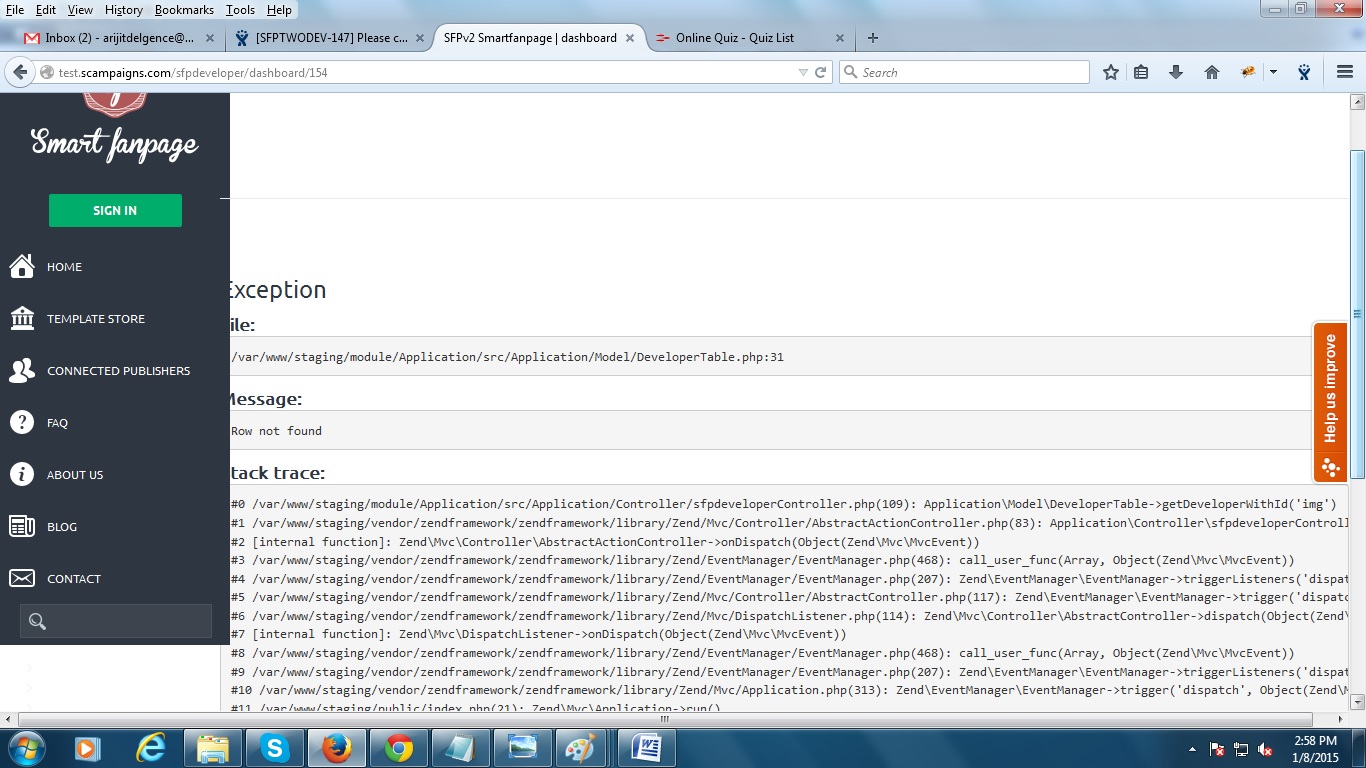 File Edit View History Bookmarks Tools Help
Inbox (2) - arijitdelgence@... [SFPTWODEV-147] Please c... SFPv2 Smartfanpage | dashboard Online Quiz - Quiz List
test.scampaigns.com/sfpdeveloper/dashboard/154 Search
Smart fanpage
SIGN IN
HOME
TEMPLATE STORE
CONNECTED PUBLISHERS
FAQ
ABOUT US
BLOG
CONTACT
Exception
ile:
/var/www/staging/module/Application/src/Application/Model/DeveloperTable.php:31
Message:
Row not found
tack trace:
#0 /var/www/staging/module/Application/src/Application/Controller/sfpdeveloperController.php(109): Application\Model\DeveloperTable->getDeveloperWithId('img')
#1 /var/www/staging/vendor/zendframework/zendframework/library/Zend/Mvc/Controller/AbstractActionController.php(83): Application\Controller\sfpdeveloperControll
#2 [internal function]: Zend\Mvc\Controller\AbstractActionController->onDispatch(Object(Zend\Mvc\MvcEvent))
#3 /var/www/staging/vendor/zendframework/zendframework/library/Zend/EventManager/EventManager.php(468): call_user_func(Array, Object(Zend\Mvc\MvcEvent))
#4 /var/www/staging/vendor/zendframework/zendframework/library/Zend/EventManager/EventManager.php(207): Zend\EventManager\EventManager->triggerListeners('dispat
#5 /var/www/staging/vendor/zendframework/zendframework/library/Zend/Mvc/Controller/AbstractController.php(117): Zend\EventManager\EventManager->trigger('dispatc
#6 /var/www/staging/vendor/zendframework/zendframework/library/Zend/Mvc/DispatchListener.php(114): Zend\Mvc\Controller\AbstractController->dispatch(Object(Zend\
#7 [internal function]: Zend\Mvc\DispatchListener->onDispatch(Object(Zend\Mvc\MvcEvent))
#8 /var/www/staging/vendor/zendframework/zendframework/library/Zend/EventManager/EventManager.php(468): call_user_func(Array, Object(Zend\Mvc\MvcEvent))
#9 /var/www/staging/vendor/zendframework/zendframework/library/Zend/EventManager/EventManager.php(207): Zend\EventManager\EventManager->triggerListeners('dispat
#10 /var/www/staging/vendor/zendframework/zendframework/library/Zend/Mvc/Application.php(313): Zend\EventManager\EventManager->trigger('dispatch', Object(Zend\M
#11 /var/www/staging/public/index.php(21): Zend\Mvc\Application->run()
Help us improve
2:58 PM
1/8/2015